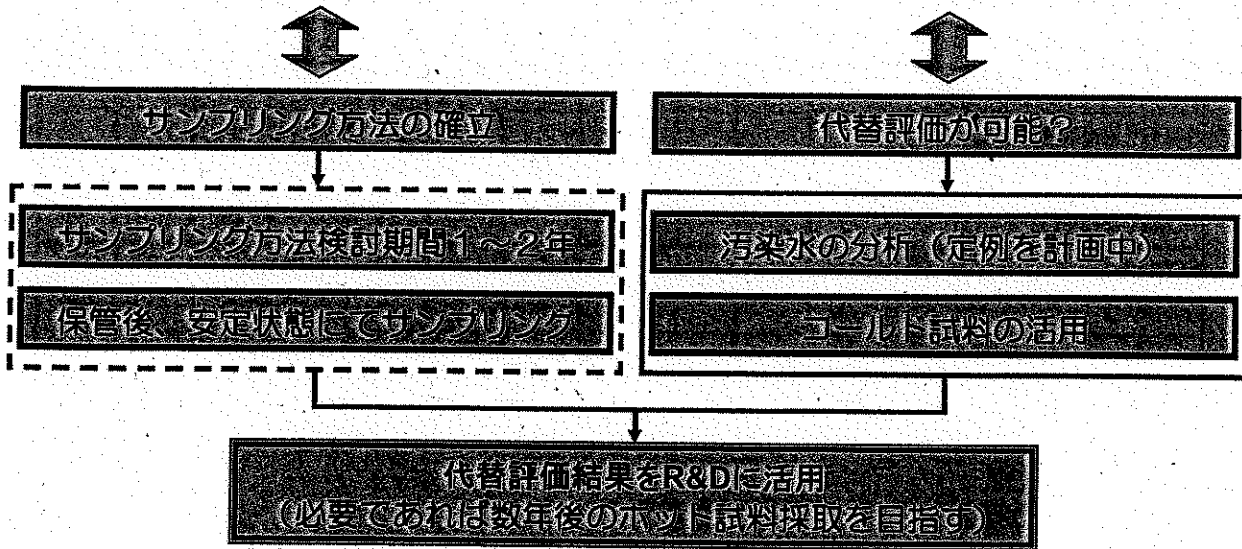 サンプリング方法の確立
代替評価が可能？
サンプリング方法検討期間１～２年
保管後、安定状態にてサンプリング
汚染水の分析（定例を計画中）
コールド試料の活用
代替評価結果をR&Dに活用
（必要であれば数年後のホット試料採取を目指す）